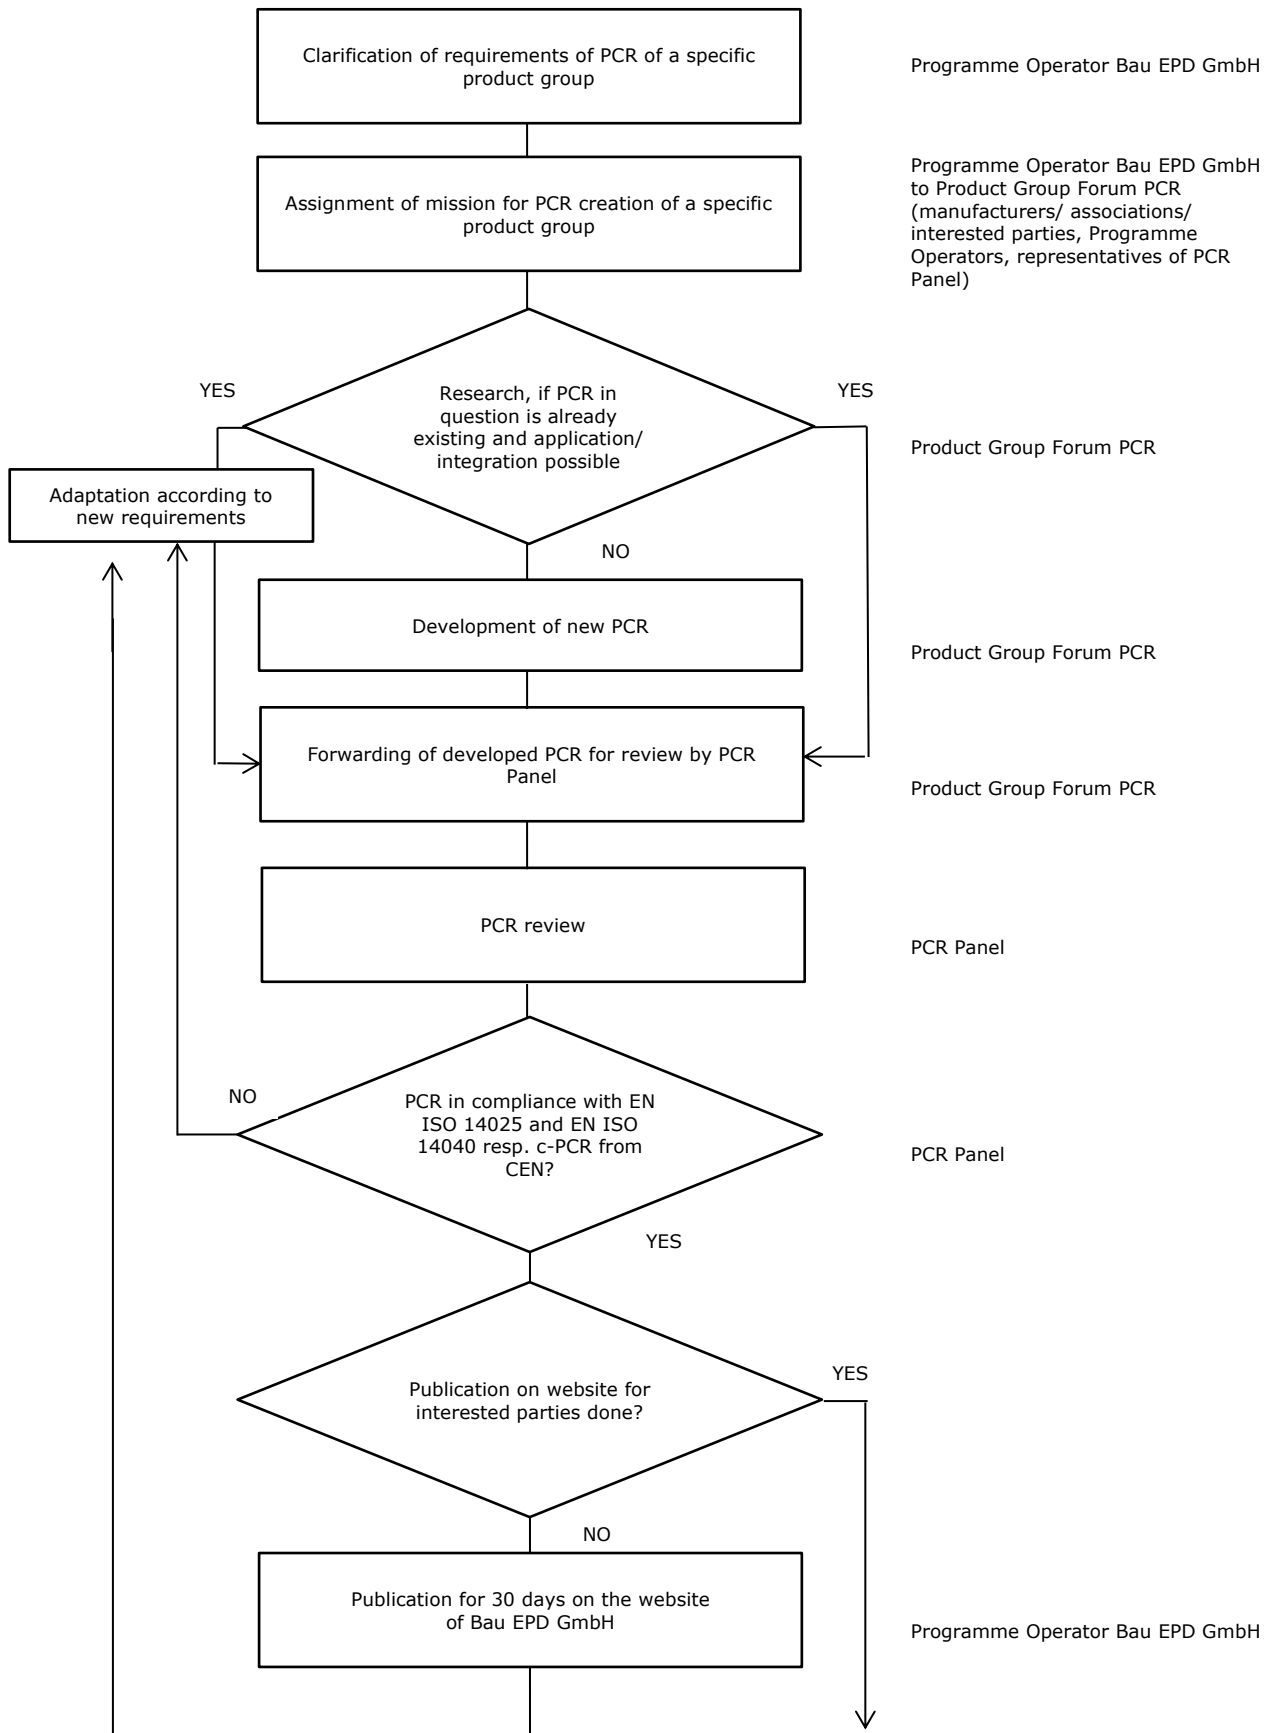 Clarification of requirements of PCR of a specific
product group
Programme Operator Bau EPD GmbH
Assignment of mission for PCR creation of a specific
product group
Programme Operator Bau EPD GmbH
to Product Group Forum PCR
(manufacturers/ associations/
interested parties, Programme
Operators, representatives of PCR
Panel)
YES
Research, if PCR in
question is already
existing and application/
integration possible
YES
Product Group Forum PCR
Adaptation according to
new requirements
NO
Development of new PCR
Product Group Forum PCR
Forwarding of developed PCR for review by PCR
Panel
Product Group Forum PCR
PCR review
PCR Panel
NO
PCR in compliance with EN
ISO 14025 and EN ISO
14040 resp. c-PCR from
CEN?
PCR Panel
YES
Publication on website for
interested parties done?
YES
NO
Publication for 30 days on the website
of Bau EPD GmbH
Programme Operator Bau EPD GmbH